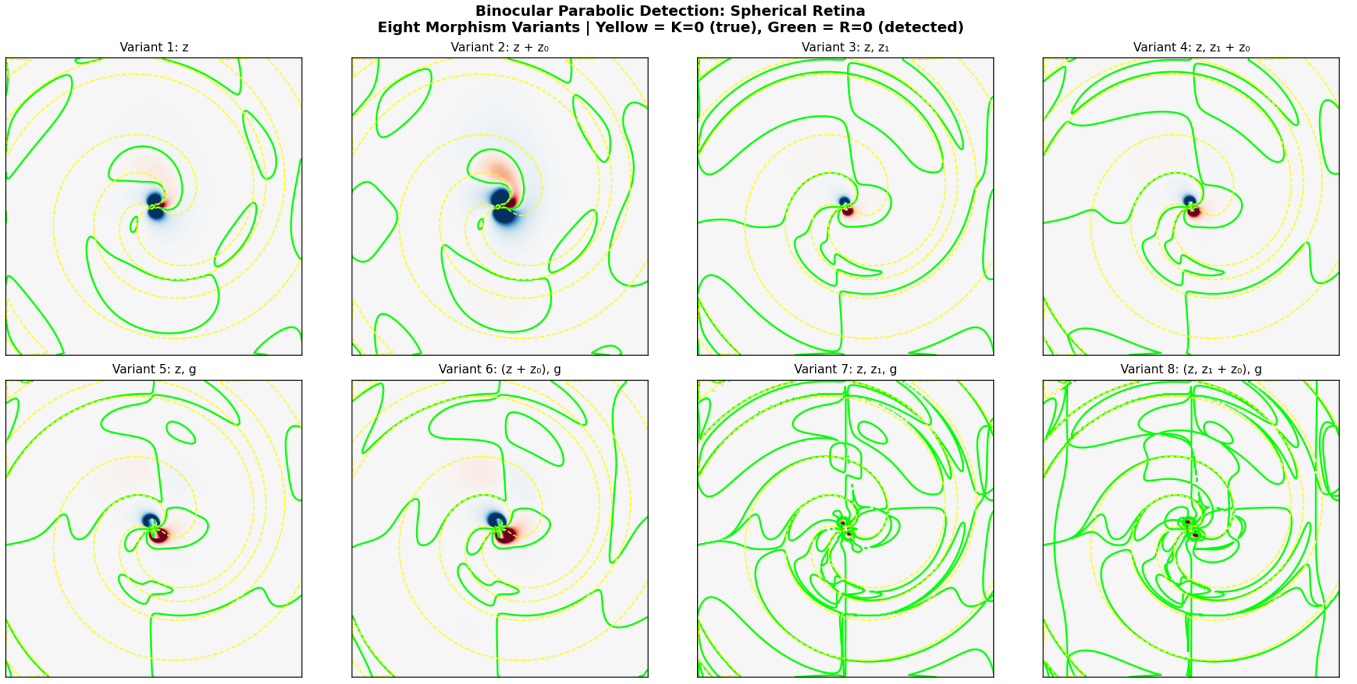 Binocular Parabolic Detection: Spherical Retina
Eight Morphism Variants | Yellow = K=0 (true), Green = R=0 (detected)
Variant 1: z
Variant 2: z + z₀
Variant 3: z, z₁
Variant 4: z, z₁ + z₀
Variant 5: z, g
Variant 6: (z + z₀), g
Variant 7: z, z₁, g
Variant 8: (z, z₁ + z₀), g